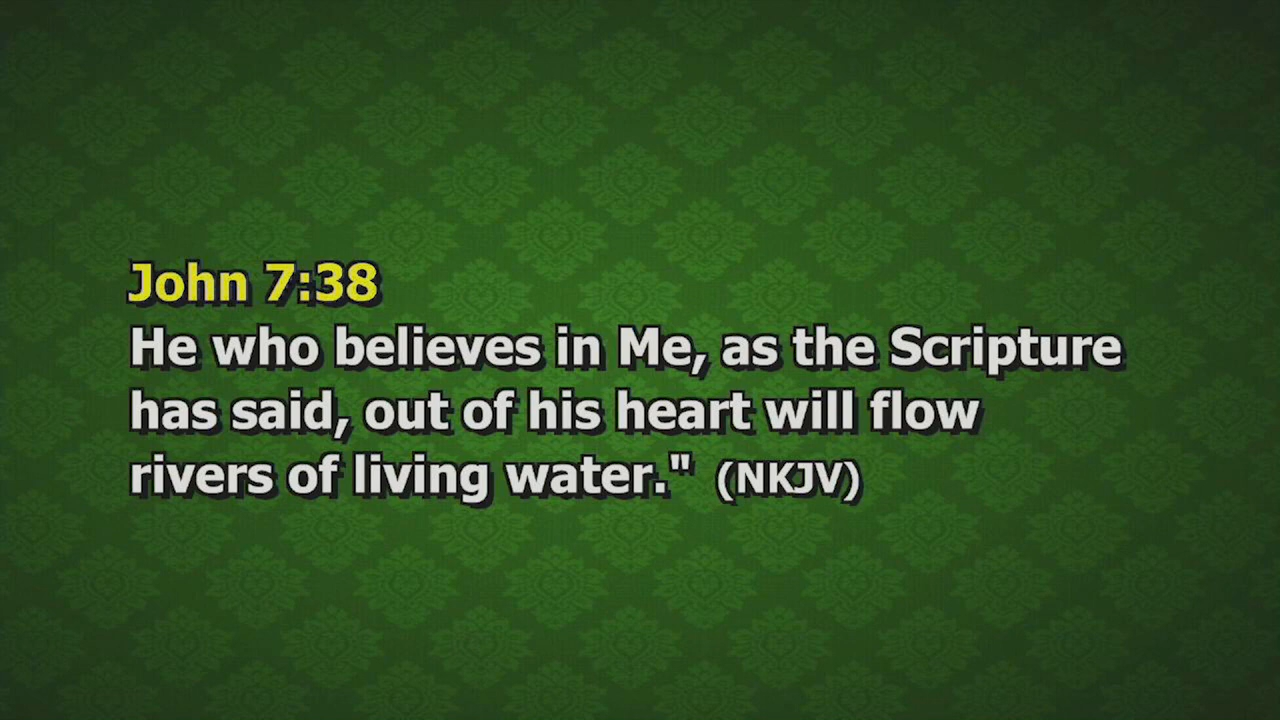 John 7:38
He who believes in Me, as the Scripture
has said, out of his heart will flow
rivers of living water." (NKJV)